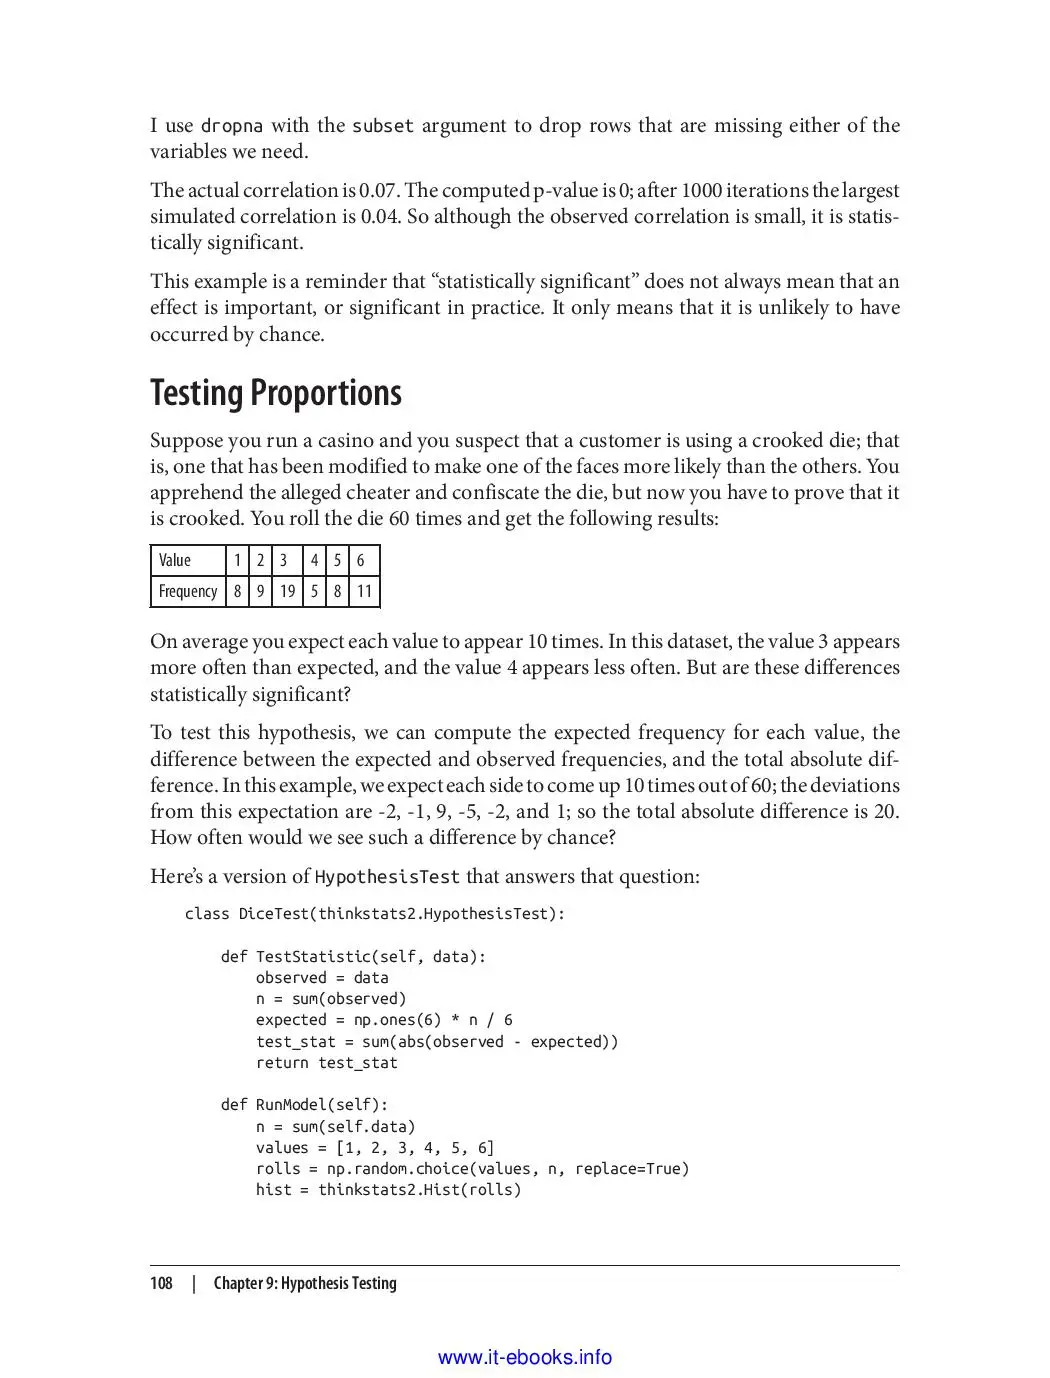 I use dropna with the subset argument to drop rows that are missing either of the
variables we need.
The actual correlation is 0.07. The computed p-value is 0; after 1000 iterations the largest
simulated correlation is 0.04. So although the observed correlation is small, it is statis-
tically significant.
This example is a reminder that “statistically significant” does not always mean that an
effect is important, or significant in practice. It only means that it is unlikely to have
occurred by chance.
Testing Proportions
Suppose you run a casino and you suspect that a customer is using a crooked die; that
is, one that has been modified to make one of the faces more likely than the others. You
apprehend the alleged cheater and confiscate the die, but now you have to prove that it
is crooked. You roll the die 60 times and get the following results:
Value 1 2 3 4 5 6
Frequency 8 9 19 5 8 11
On average you expect each value to appear 10 times. In this dataset, the value 3 appears
more often than expected, and the value 4 appears less often. But are these differences
statistically significant?
To test this hypothesis, we can compute the expected frequency for each value, the
difference between the expected and observed frequencies, and the total absolute dif-
ference. In this example, we expect each side to come up 10 times out of 60; the deviations
from this expectation are -2, -1, 9, -5, -2, and 1; so the total absolute difference is 20.
How often would we see such a difference by chance?
Here’s a version of HypothesisTest that answers that question:
class DiceTest(thinkstats2.HypothesisTest):
def TestStatistic(self, data):
observed = data
n = sum(observed)
expected = np.ones(6) * n / 6
test_stat = sum(abs(observed - expected))
return test_stat
def RunModel(self):
n = sum(self.data)
values = [1, 2, 3, 4, 5, 6]
rolls = np.random.choice(values, n, replace=True)
hist = thinkstats2.Hist(rolls)
108 | Chapter 9: Hypothesis Testing
www.it-ebooks.info